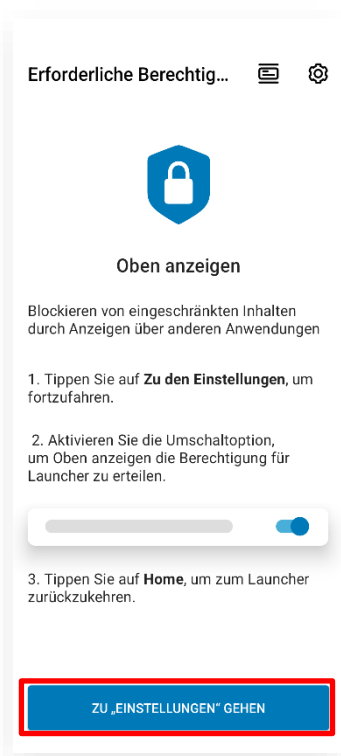 Erforderliche Berechtig...
Oben anzeigen
Blockieren von eingeschränkten Inhalten
durch Anzeigen über anderen Anwendungen
1. Tippen Sie auf Zu den Einstellungen, um
fortzufahren.
2. Aktivieren Sie die Umschaltoption,
um Oben anzeigen die Berechtigung für
Launcher zu erteilen.
3. Tippen Sie auf Home, um zum Launcher
zurückzukehren.
ZU „EINSTELLUNGEN“ GEHEN